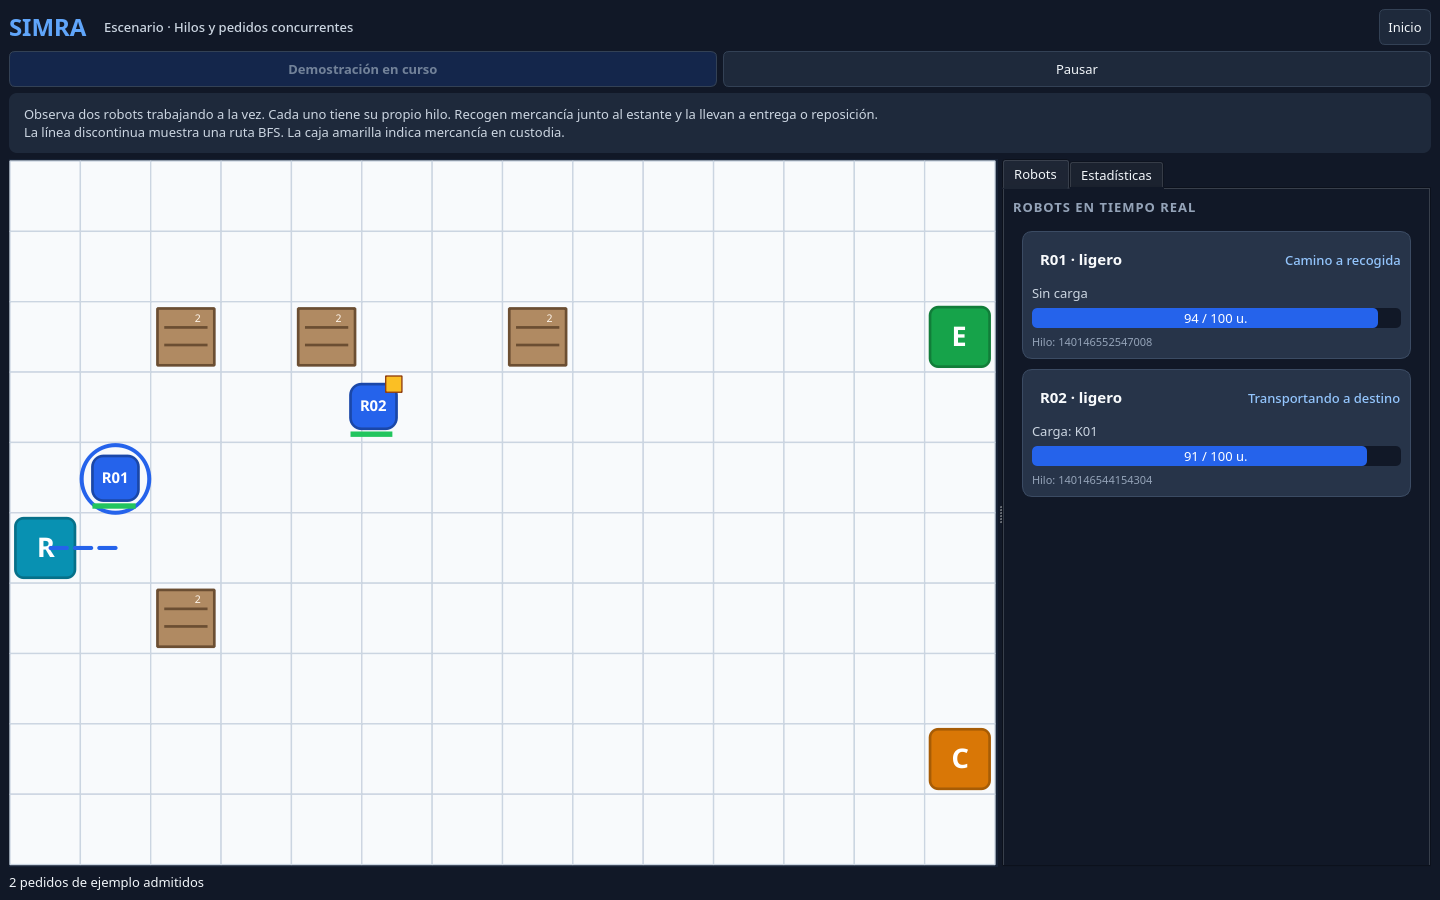 SIMRA
Escenario · Hilos y pedidos concurrentes
Inicio
Demostración en curso
Pausar
Observa dos robots trabajando a la vez. Cada uno tiene su propio hilo. Recogen mercancía junto al estante y la llevan a entrega o reposición.
La línea discontinua muestra una ruta BFS. La caja amarilla indica mercancía en custodia.
2
2
2
E
R02
R01
R
2
C
Robots
Estadísticas
ROBOTS EN TIEMPO REAL
R01 · ligero
Camino a recogida
Sin carga
94 / 100 u.
Hilo: 140146552547008
R02 · ligero
Transportando a destino
Carga: K01
91 / 100 u.
Hilo: 140146544154304
2 pedidos de ejemplo admitidos